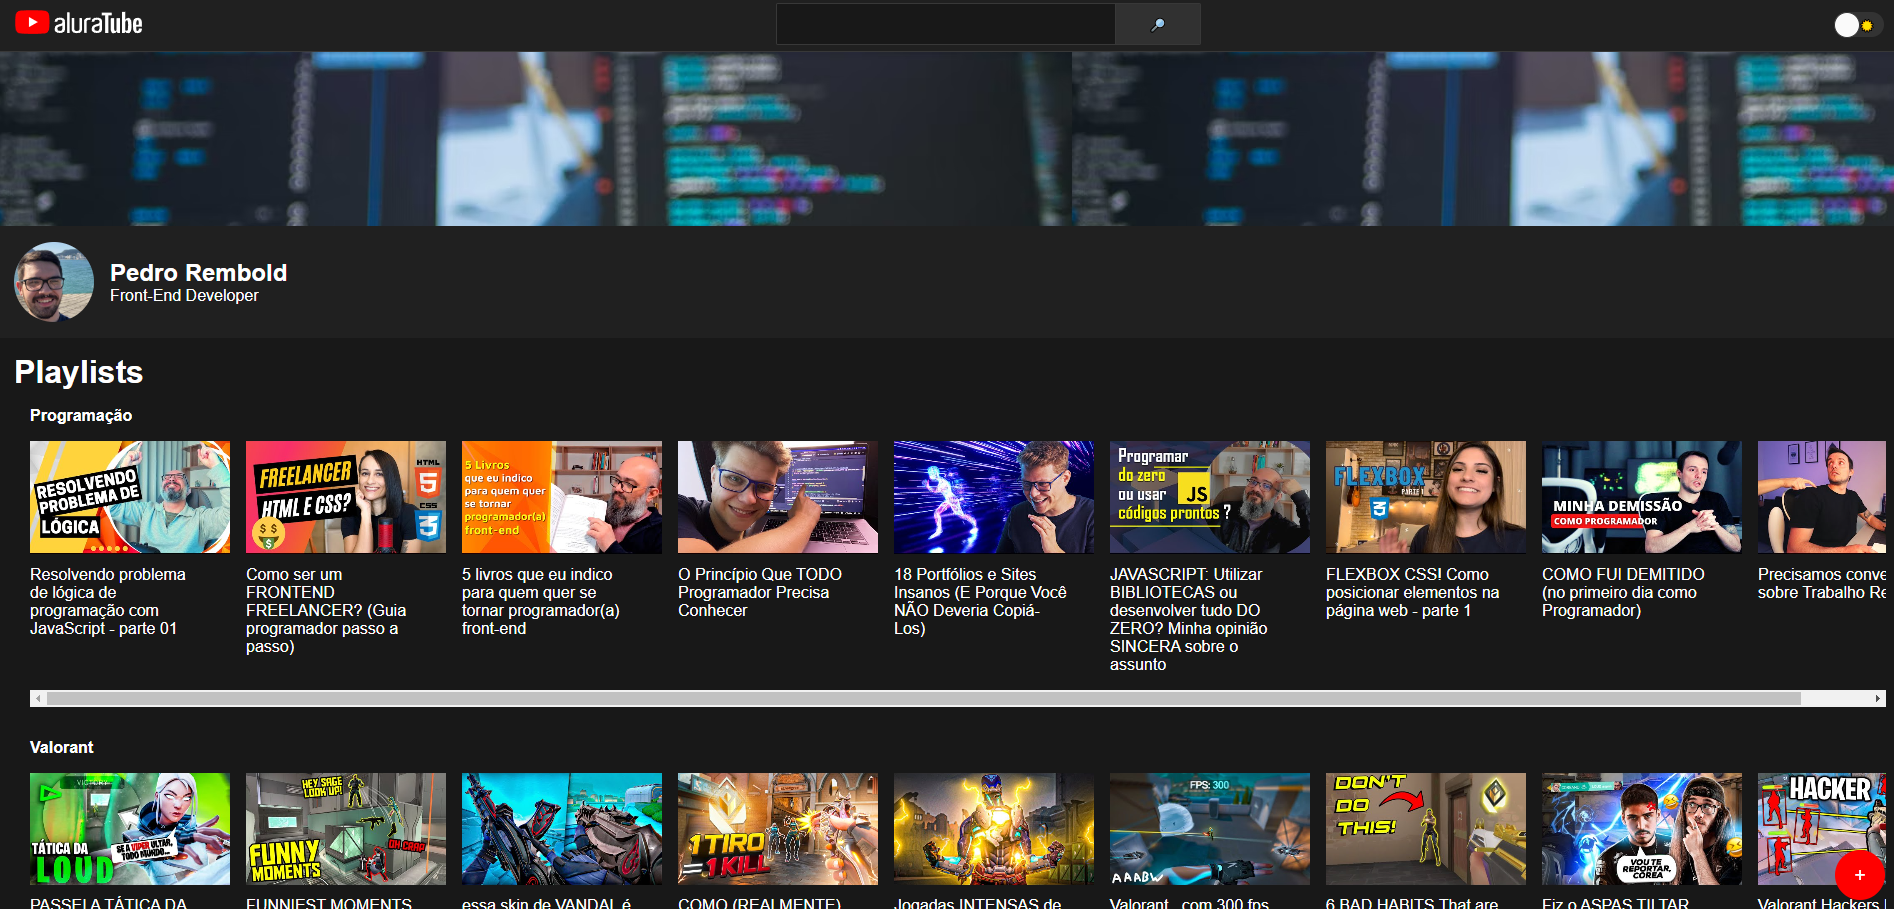 aluraTube
Pedro Rembold
Front-End Developer
Playlists
Programação
RESOLVENDO
PROBLEMA DE
LÓGICA
FREELANCER
HTML E CSS?
HTML
5
CSS
3
5 Livros
que eu indico
para quem quer
se tornar
programador(a)
front-end
Programar
do zero
ou usar
JS
códigos prontos ?
FLEXBOX
PARTE 1
3
MINHA DEMISSÃO
COMO PROGRAMADOR
Resolvendo problema
de lógica de
programação com
JavaScript - parte 01
Como ser um
FRONTEND
FREELANCER? (Guia
programador passo a
passo)
5 livros que eu indico
para quem quer se
tornar programador(a)
front-end
O Princípio Que TODO
Programador Precisa
Conhecer
18 Portfólios e Sites
Insanos (E Porque Você
NÃO Deveria Copiá-
Los)
JAVASCRIPT: Utilizar
BIBLIOTECAS ou
desenvolver tudo DO
ZERO? Minha opinião
SINCERA sobre o
assunto
FLEXBOX CSS! Como
posicionar elementos na
página web - parte 1
COMO FUI DEMITIDO
(no primeiro dia como
Programador)
Precisamos conve
sobre Trabalho Re
Valorant
VICTORY
TÁTICA DA
LOUD
SE A VIPER ULTAR,
TODO MUNDO...
HEY SAGE
LOOK UP!
OH CRAP
FUNNY
MOMENTS
1 TIRO
=1 KILL
FPS: 300
AAABW
DON'T
DO
THIS!
VOU TE
REPORTAR,
COREA
HACKER
+
PASSEI A TÁTICA DA
FUNNIEST MOMENTS
essa skin de VANDAL é
COMO (REALMENTE)
Jogadas INTENSAS de
Valorant.. com 300 fps
6 BAD HABITS That are
Fiz o ASPAS TILTAR
Valorant Hackers